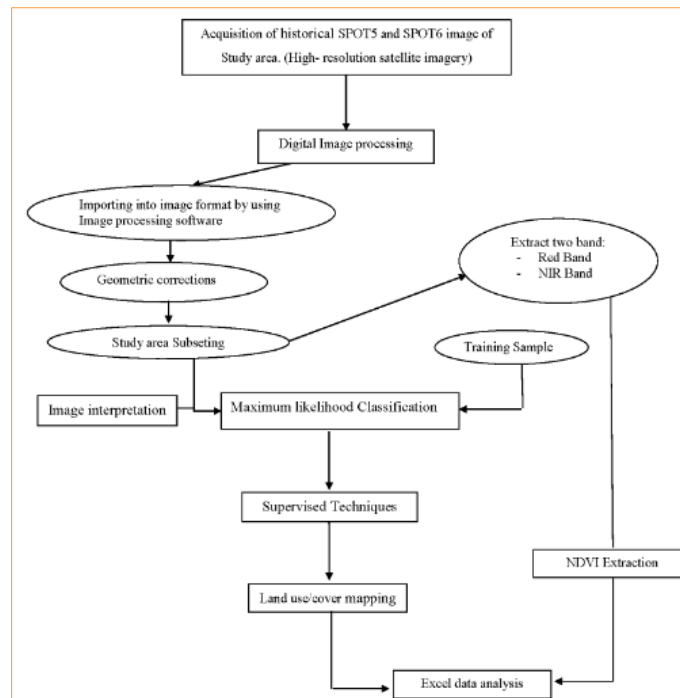 Acquisition of historical SPOT5 and SPOT6 image of
Study area. (High- resolution satellite imagery)
Digital Image processing
Importing into image format by using
Image processing software
Extract two band:
- Red Band
- NIR Band
Geometric corrections
Study area Subseting
Training Sample
Image interpretation
Maximum likelihood Classification
Supervised Techniques
NDVI Extraction
Land use/cover mapping
Excel data analysis